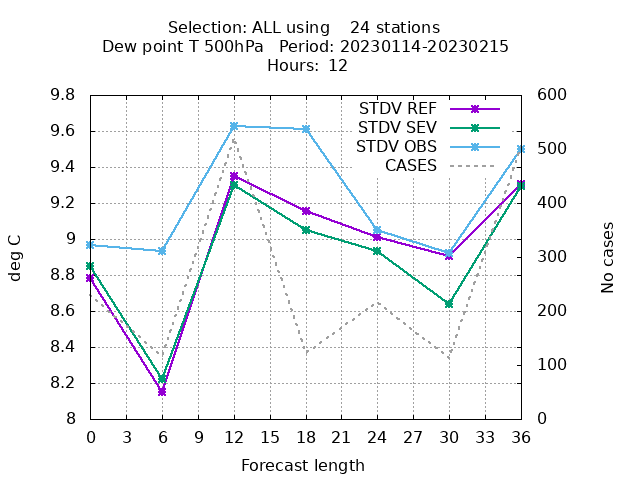 Selection: ALL using    24 stations
Dew point T 500hPa   Period: 20230114-20230215
Hours:  12
STDV REF
STDV SEV
STDV OBS
CASES
9.8
9.6
9.4
9.2
9
8.8
8.6
8.4
8.2
8
600
500
400
300
200
100
0
deg C
No cases
0 3 6 9 12 15 18 21 24 27 30 33 36
Forecast length